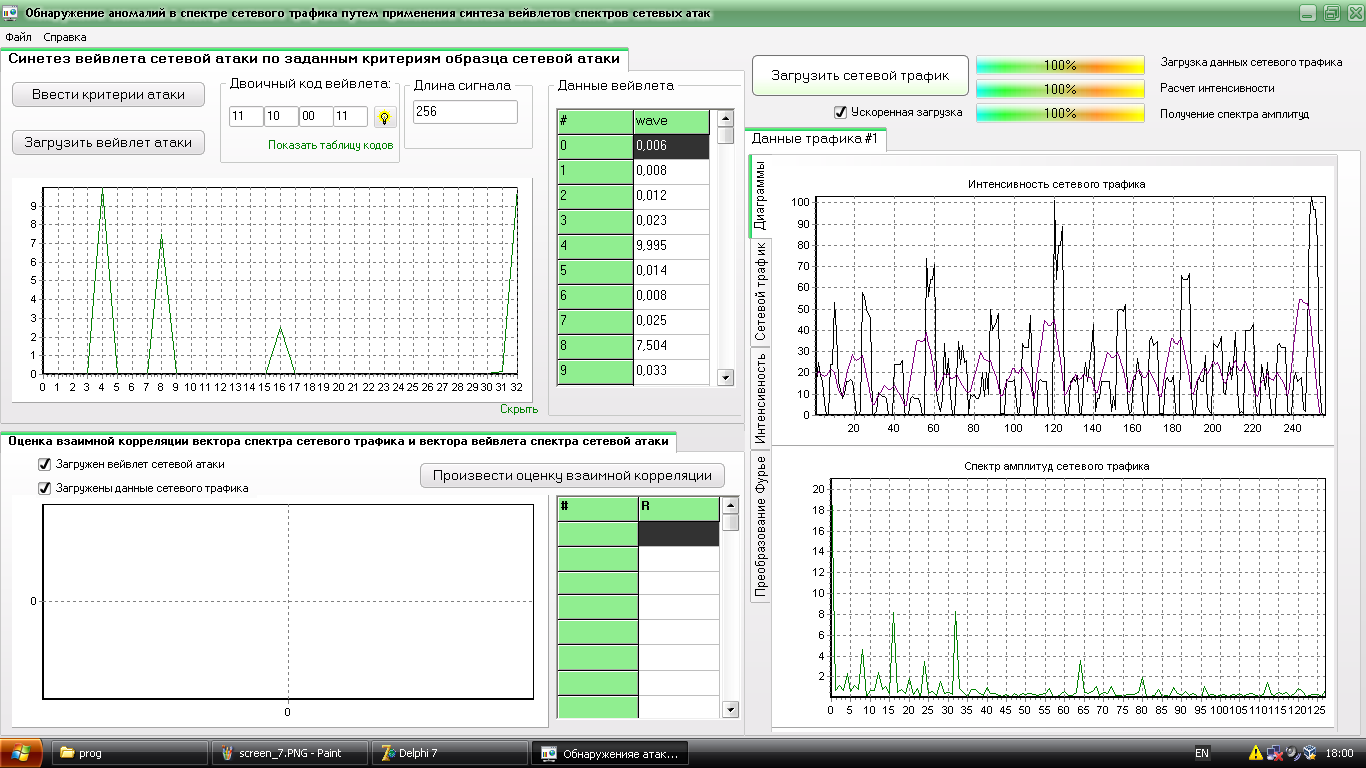 Обнаружение аномалий в спектре сетевого трафика путем применения синтеза вейвлетов спектров сетевых атак
Файл Справка
Синетез вейвлета сетевой атаки по заданным критериям образца сетевой атаки
Ввести критерии атаки
Загрузить вейвлет атаки
Двоичный код вейвлета:
11 10 00 11
Показать таблицу кодов
Длина сигнала
256
Данные вейвлета
# wave
0 0,006
1 0,008
2 0,012
3 0,023
4 9,995
5 0,014
6 0,008
7 0,025
8 7,504
9 0,033
9
8
7
6
5
4
3
2
1
0
0 1 2 3 4 5 6 7 8 9 10 11 12 13 14 15 16 17 18 19 20 21 22 23 24 25 26 27 28 29 30 31 32
Скрыть
Загрузить сетевой трафик
Ускоренная загрузка
100% Загрузка данных сетевого трафика
100% Расчет интенсивности
100% Получение спектра амплитуд
Данные трафика #1
Диаграммы
Сетевой трафик
Интенсивность
Преобразование Фурье
Интенсивность сетевого трафика
100
90
80
70
60
50
40
30
20
10
0
20 40 60 80 100 120 140 160 180 200 220 240
Спектр амплитуд сетевого трафика
20
18
16
14
12
10
8
6
4
2
0 5 10 15 20 25 30 35 40 45 50 55 60 65 70 75 80 85 90 95 100 105 110 115 120 125
Оценка взаимной корреляции вектора спектра сетевого трафика и вектора вейвлета спектра сетевой атаки
Загружен вейвлет сетевой атаки
Загружены данные сетевого трафика
Произвести оценку взаимной корреляции
0
0
# R
prog
screen_7.PNG - Paint
Delphi 7
Обнаружение атак...
EN
18:00